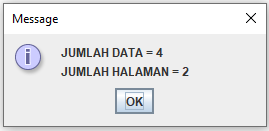 Message
JUMLAH DATA = 4
JUMLAH HALAMAN = 2
OK